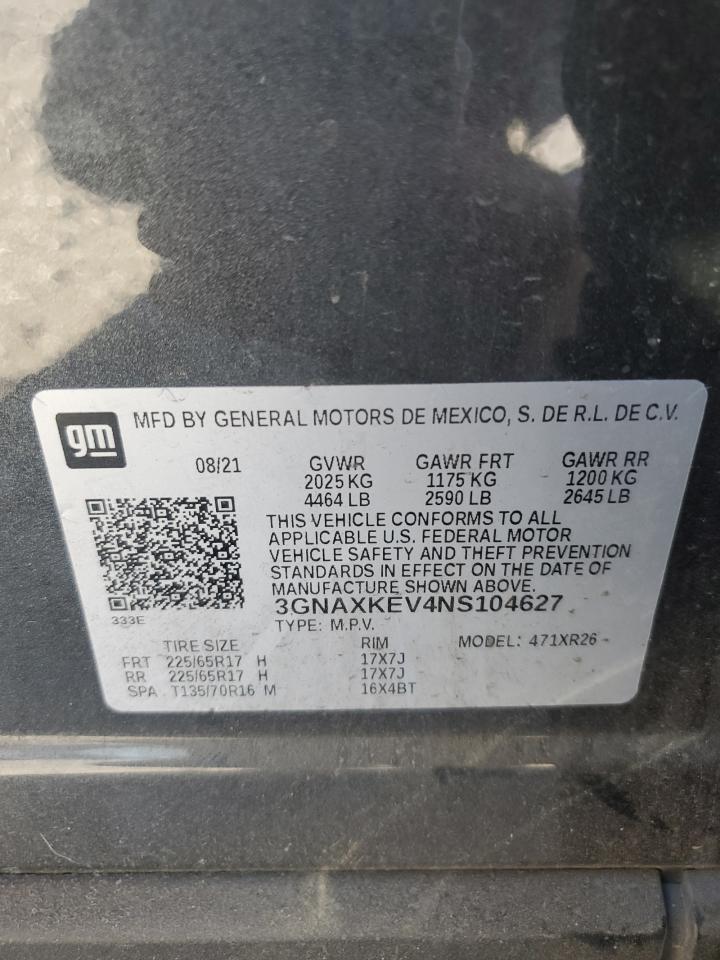 gm
MFD BY GENERAL MOTORS DE MEXICO, S. DE R.L. DE C.V.
08/21 GVWR GAWR FRT GAWR RR
2025 KG 1175 KG 1200 KG
4464 LB 2590 LB 2645 LB
THIS VEHICLE CONFORMS TO ALL
APPLICABLE U.S. FEDERAL MOTOR
VEHICLE SAFETY AND THEFT PREVENTION
STANDARDS IN EFFECT ON THE DATE OF
MANUFACTURE SHOWN ABOVE.
3GNAXKEV4NS104627
333E
TYPE: M.P.V.
TIRE SIZE RIM MODEL: 471XR26
FRT 225/65R17 H 17X7J
RR 225/65R17 H 17X7J
SPA T135/70R16 M 16X4BT